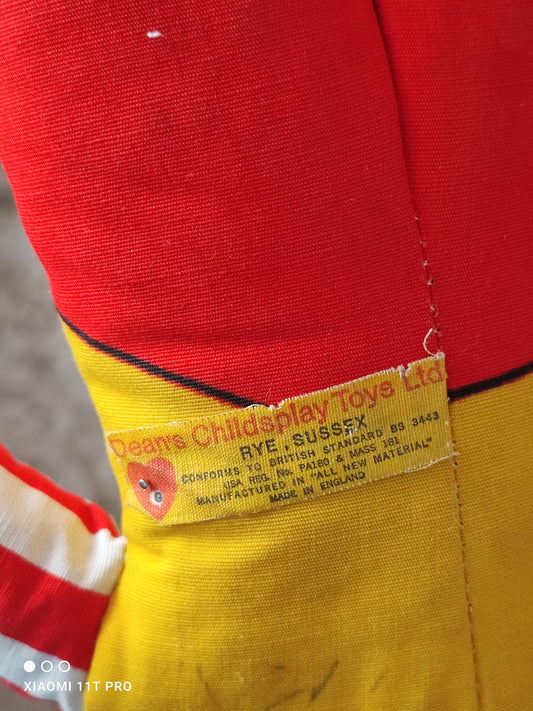 Deans Childsplay Toys Ltd
RYE . SUSSEX
CONFORMS TO BRITISH STANDARD BS 3443
USA REG. No. PA180 & MASS 181
MANUFACTURED IN "ALL NEW MATERIAL"
MADE IN ENGLAND
XIAOMI 11T PRO